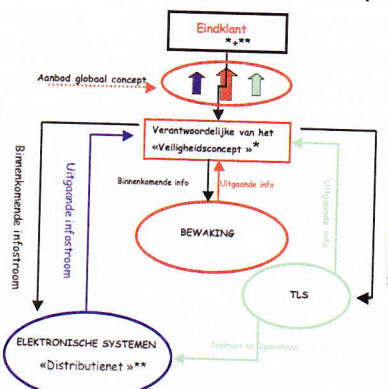 Eindklant
*+**
Aanbod globaal concept
Verantwoordelijke van het
«Veiligheidsconcept »*
Binnenkomende info
Uitgaande info
BEWAKING
Binnenkomende infostroom
Uitgaande infostroom
Uitgaande info
TLS
Contract en Operations
ELEKTRONISCHE SYSTEMEN
«Distributienet »**